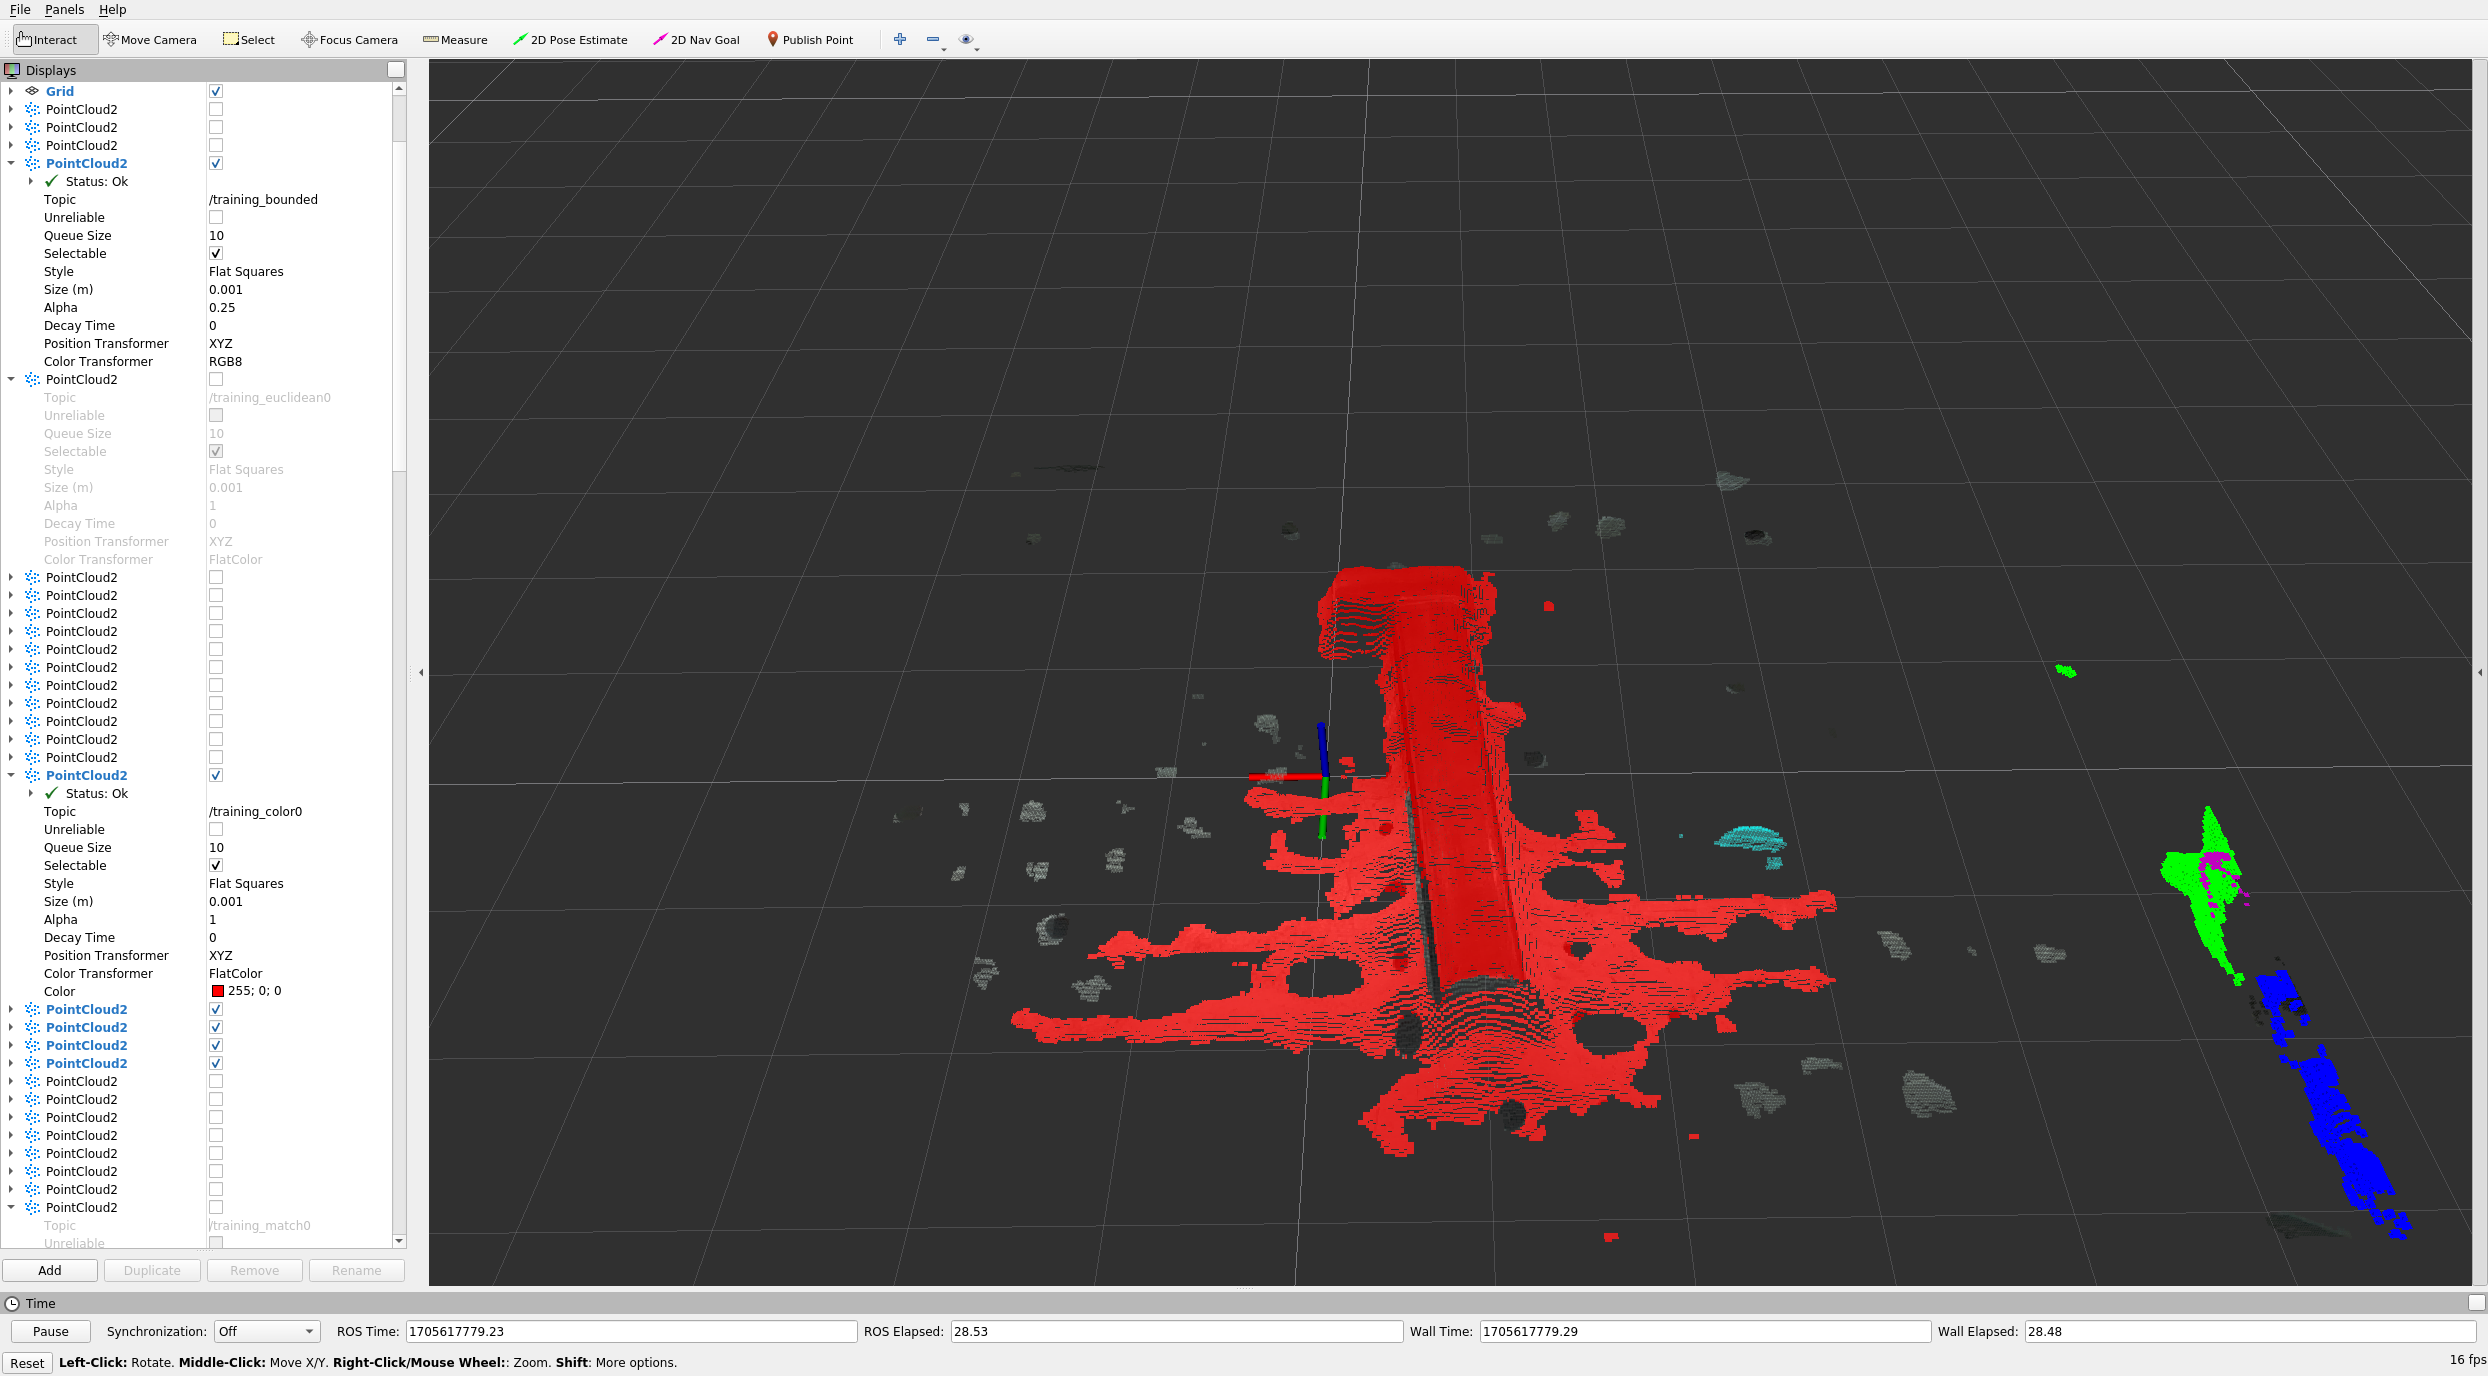 File Panels Help
Interact Move Camera Select Focus Camera Measure 2D Pose Estimate 2D Nav Goal Publish Point
Displays
Grid
PointCloud2
PointCloud2
PointCloud2
PointCloud2
Status: Ok
Topic /training_bounded
Unreliable
Queue Size 10
Selectable
Style Flat Squares
Size (m) 0.001
Alpha 0.25
Decay Time 0
Position Transformer XYZ
Color Transformer RGB8
PointCloud2
Topic /training_euclidean0
Unreliable
Queue Size 10
Selectable
Style Flat Squares
Size (m) 0.001
Alpha 1
Decay Time 0
Position Transformer XYZ
Color Transformer FlatColor
PointCloud2
PointCloud2
PointCloud2
PointCloud2
PointCloud2
PointCloud2
PointCloud2
PointCloud2
PointCloud2
PointCloud2
PointCloud2
PointCloud2
Status: Ok
Topic /training_color0
Unreliable
Queue Size 10
Selectable
Style Flat Squares
Size (m) 0.001
Alpha 1
Decay Time 0
Position Transformer XYZ
Color Transformer FlatColor
Color 255; 0; 0
PointCloud2
PointCloud2
PointCloud2
PointCloud2
PointCloud2
PointCloud2
PointCloud2
PointCloud2
PointCloud2
PointCloud2
PointCloud2
PointCloud2
Topic /training_match0
Unreliable
Add Duplicate Remove Rename
Time
Pause Synchronization: Off ROS Time: 1705617779.23 ROS Elapsed: 28.53 Wall Time: 1705617779.29 Wall Elapsed: 28.48
Reset Left-Click: Rotate. Middle-Click: Move X/Y. Right-Click/Mouse Wheel:: Zoom. Shift: More options. 16 fps